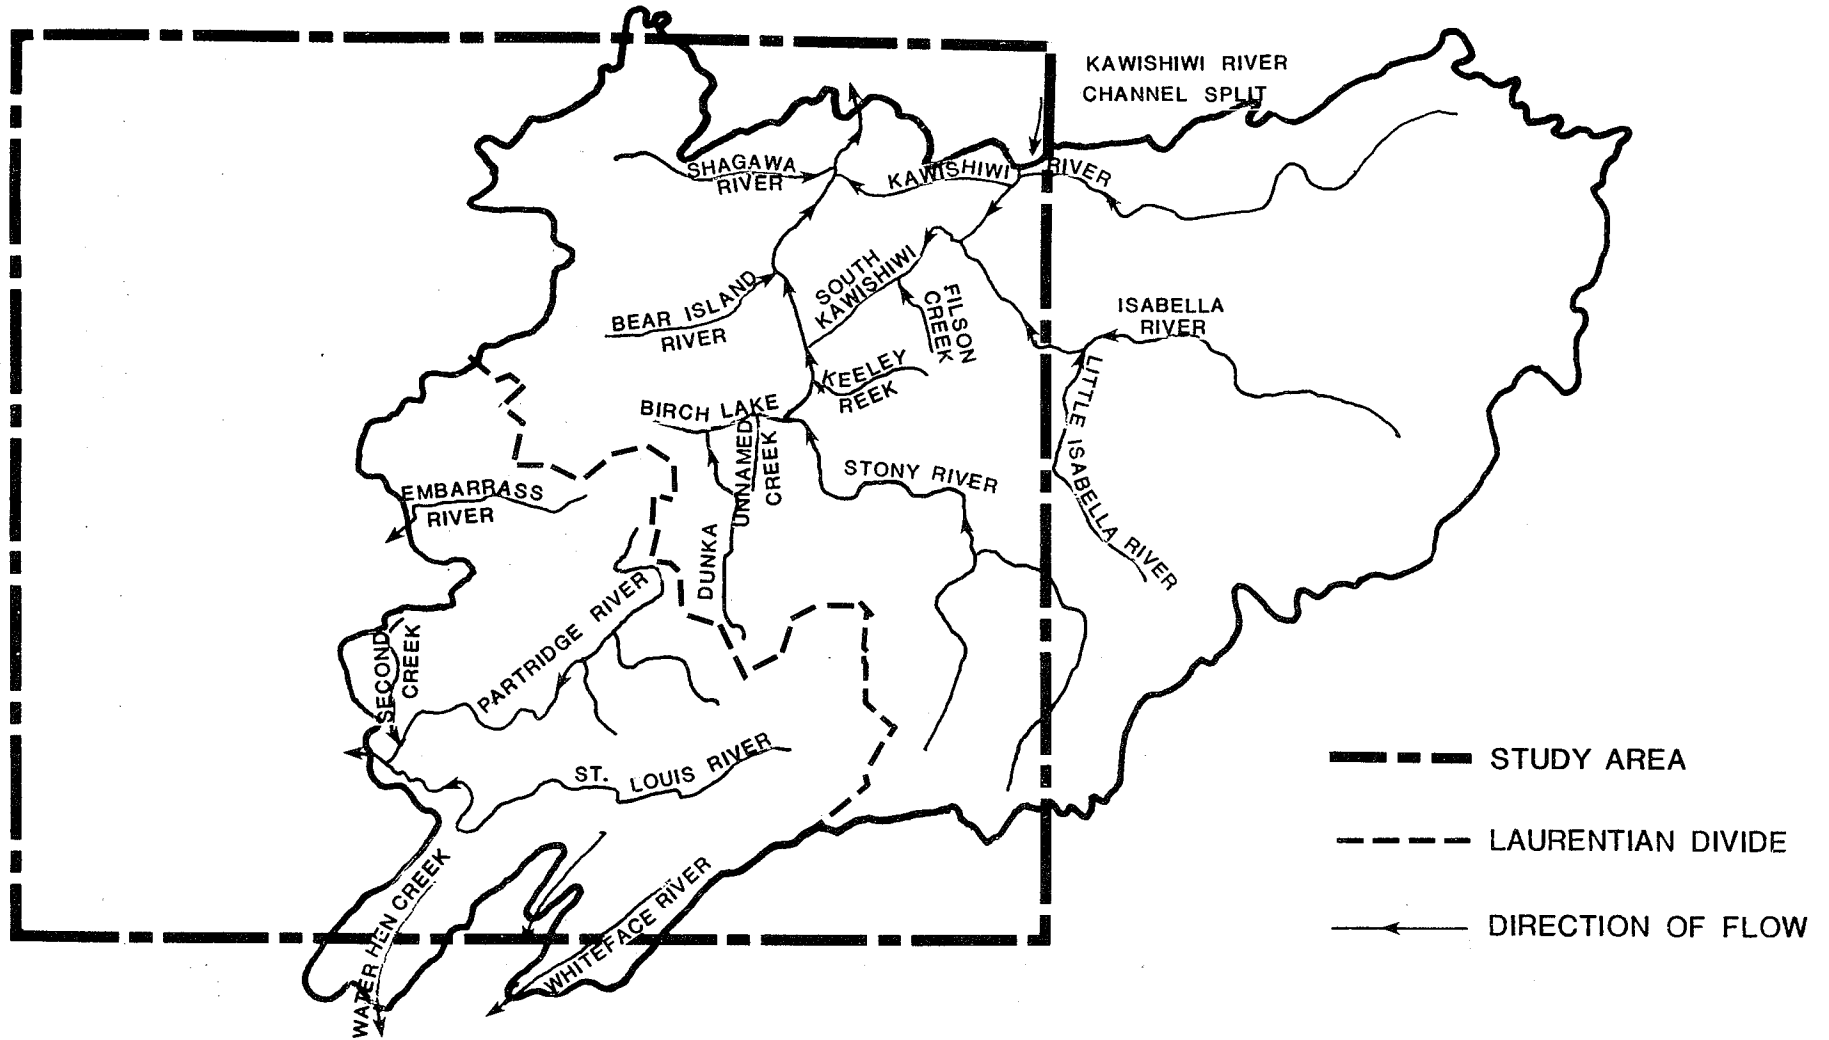 KAWISHIWI RIVER
CHANNEL SPLIT
SHAGAWA
RIVER
KAWISHIWI RIVER
SOUTH
KAWISHIWI
BEAR ISLAND
RIVER
FILSON
CREEK
ISABELLA
RIVER
KEELEY
REEK
LITTLE ISABELLA RIVER
BIRCH LAKE
UNNAMED
CREEK
STONY RIVER
EMBARRASS
RIVER
DUNKA
PARTRIDGE RIVER
SECOND
CREEK
ST. LOUIS RIVER
WATER HEN CREEK
WHITEFACE RIVER
STUDY AREA
LAURENTIAN DIVIDE
DIRECTION OF FLOW